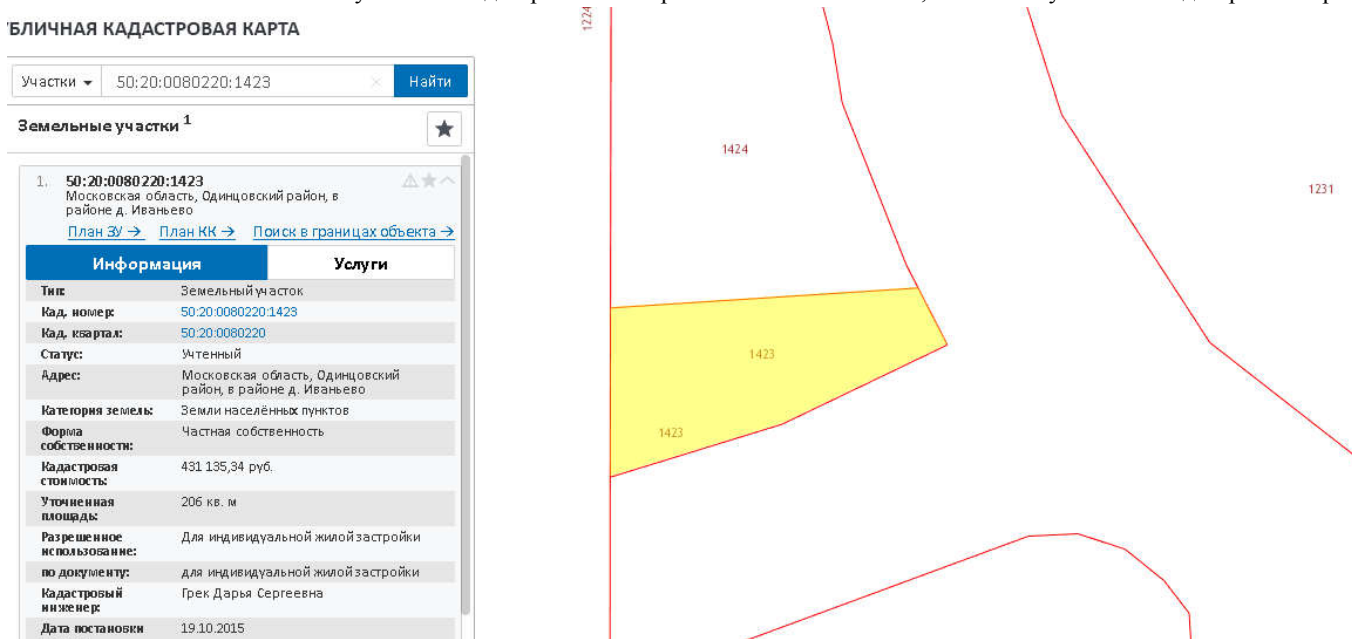 БЛИЧНАЯ КАДАСТРОВАЯ КАРТА
Участки 50:20:0080220:1423 × Найти
Земельные участки 1
1. 50:20:0080220:1423
Московская область, Одинцовский район, в
районе д. Иваньево
План ЗУ → План КК → Поиск в границах объекта →
Информация Услуги
Тип: Земельный участок
Кад. номер: 50:20:0080220:1423
Кад. квартал: 50:20:0080220
Статус: Учтенный
Адрес: Московская область, Одинцовский
район, в районе д. Иваньево
Категория земель: Земли населённых пунктов
Форма
собственности: Частная собственность
Кадастровая
стоимость: 431 135,34 руб.
Уточненная
площадь: 206 кв. м
Разрешенное
использование: Для индивидуальной жилой застройки
по документу: для индивидуальной жилой застройки
Кадастровый
инженер: Грек Дарья Сергеевна
Дата постановки 19.10.2015
1224
1424
1231
1423
1423